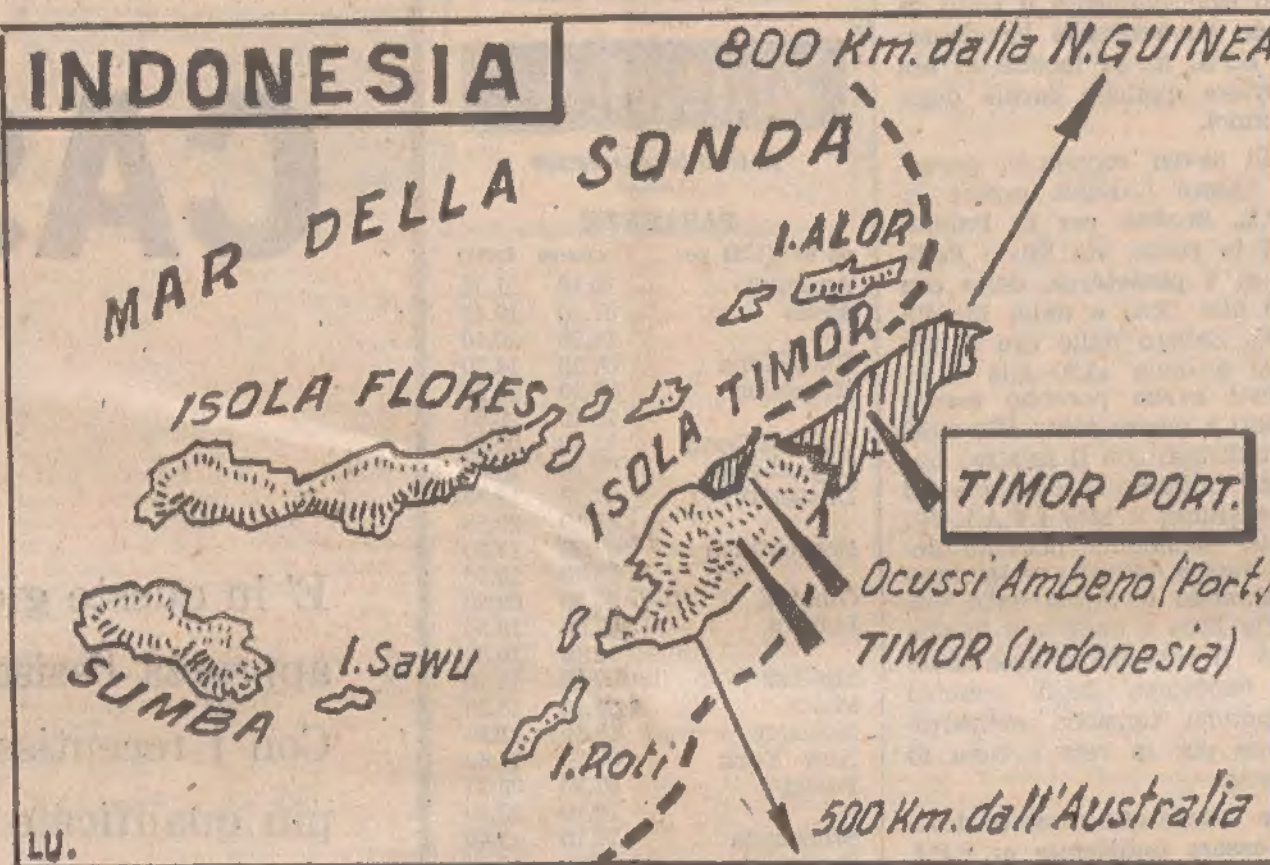 INDONESIA
800 Km. dalla N.GUINEA
MAR DELLA SONDA
I.ALOR
ISOLA FLORES
ISOLA TIMOR
TIMOR PORT.
Ocussi Ambeno (Port.)
TIMOR (Indonesia)
SUMBA
I.Sawu
I.Roti
500 Km. dall'Australia
LU.